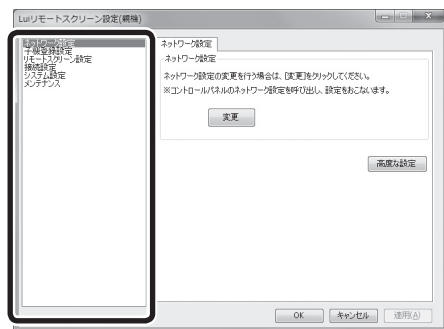 Luiリモートスクリーン設定(親機)
ネットワーク設定
子機登録設定
リモートスクリーン設定
接続設定
システム設定
メンテナンス
ネットワーク設定
ネットワーク設定
ネットワーク設定の変更を行う場合は、[変更]をクリックしてください。
※コントロールパネルのネットワーク設定を呼び出し、設定をおこないます。
変更
高度な設定
OK
キャンセル
適用(A)